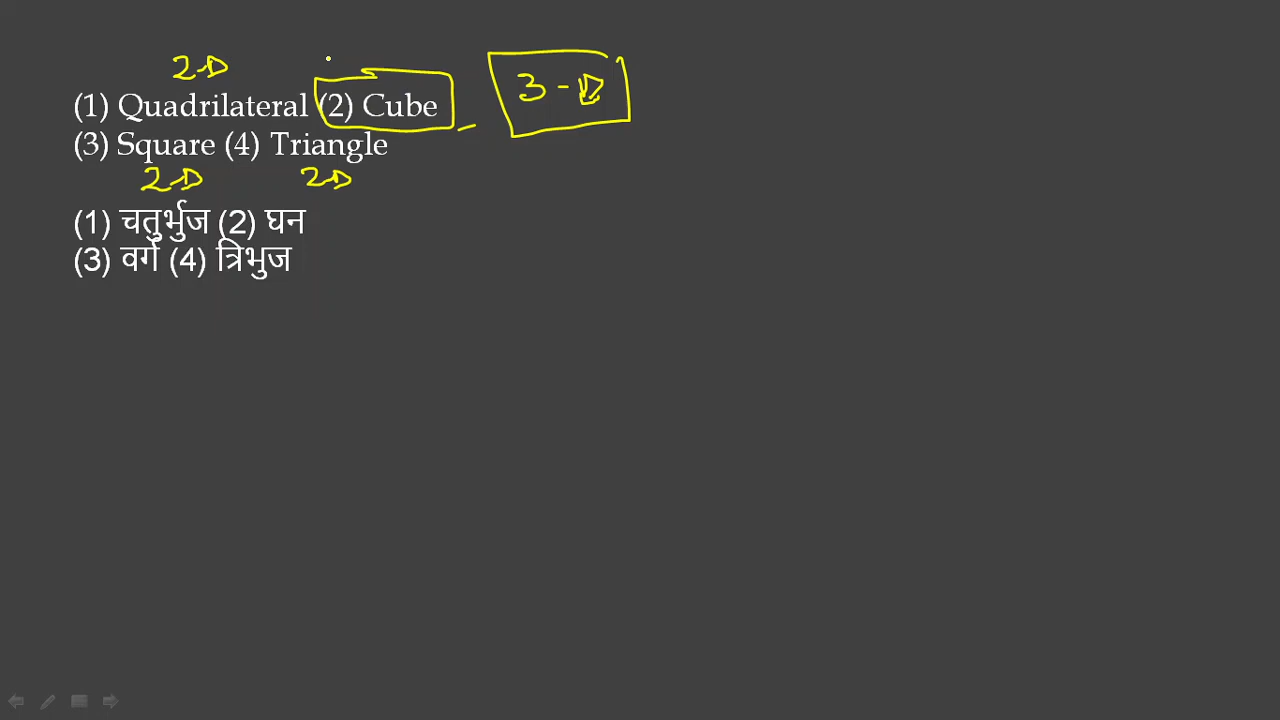 2-D
(1) Quadrilateral (2) Cube
3-D
(3) Square (4) Triangle
2-D 2-D
(1) चतुर्भुज (2) घन
(3) वर्ग (4) त्रिभुज